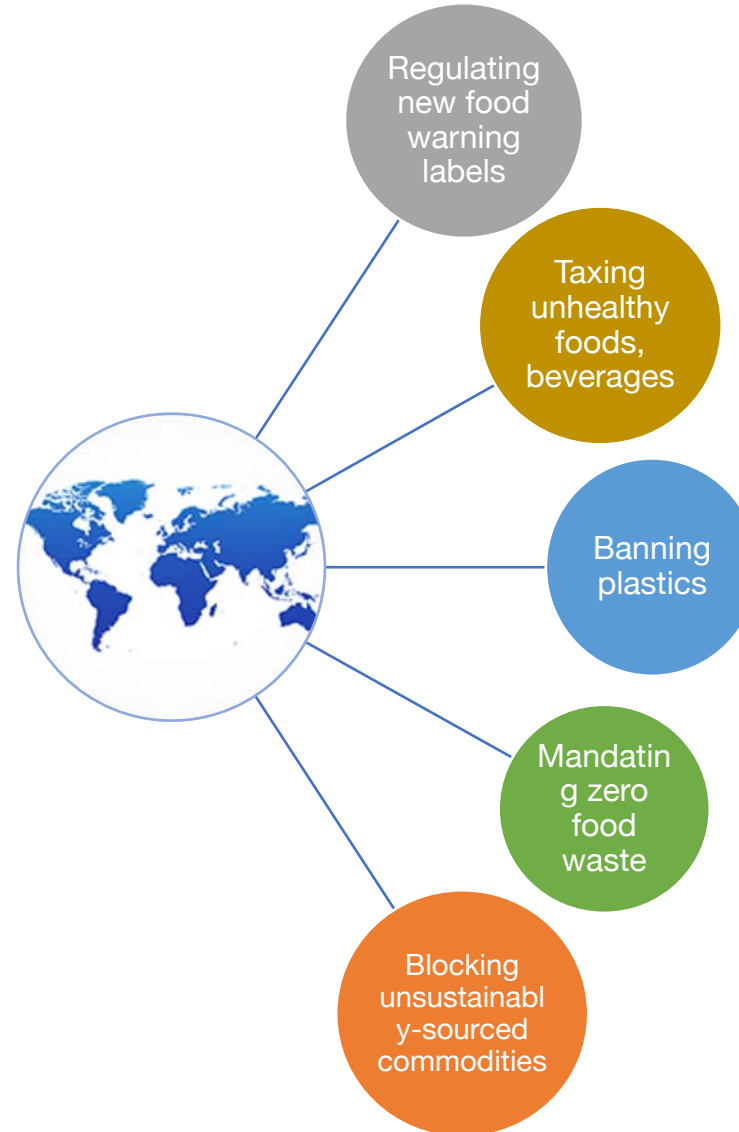 Regulating
new food
warning
labels
Taxing
unhealthy
foods,
beverages
Banning
plastics
Mandatin
g zero
food
waste
Blocking
unsustainabl
y-sourced
commodities